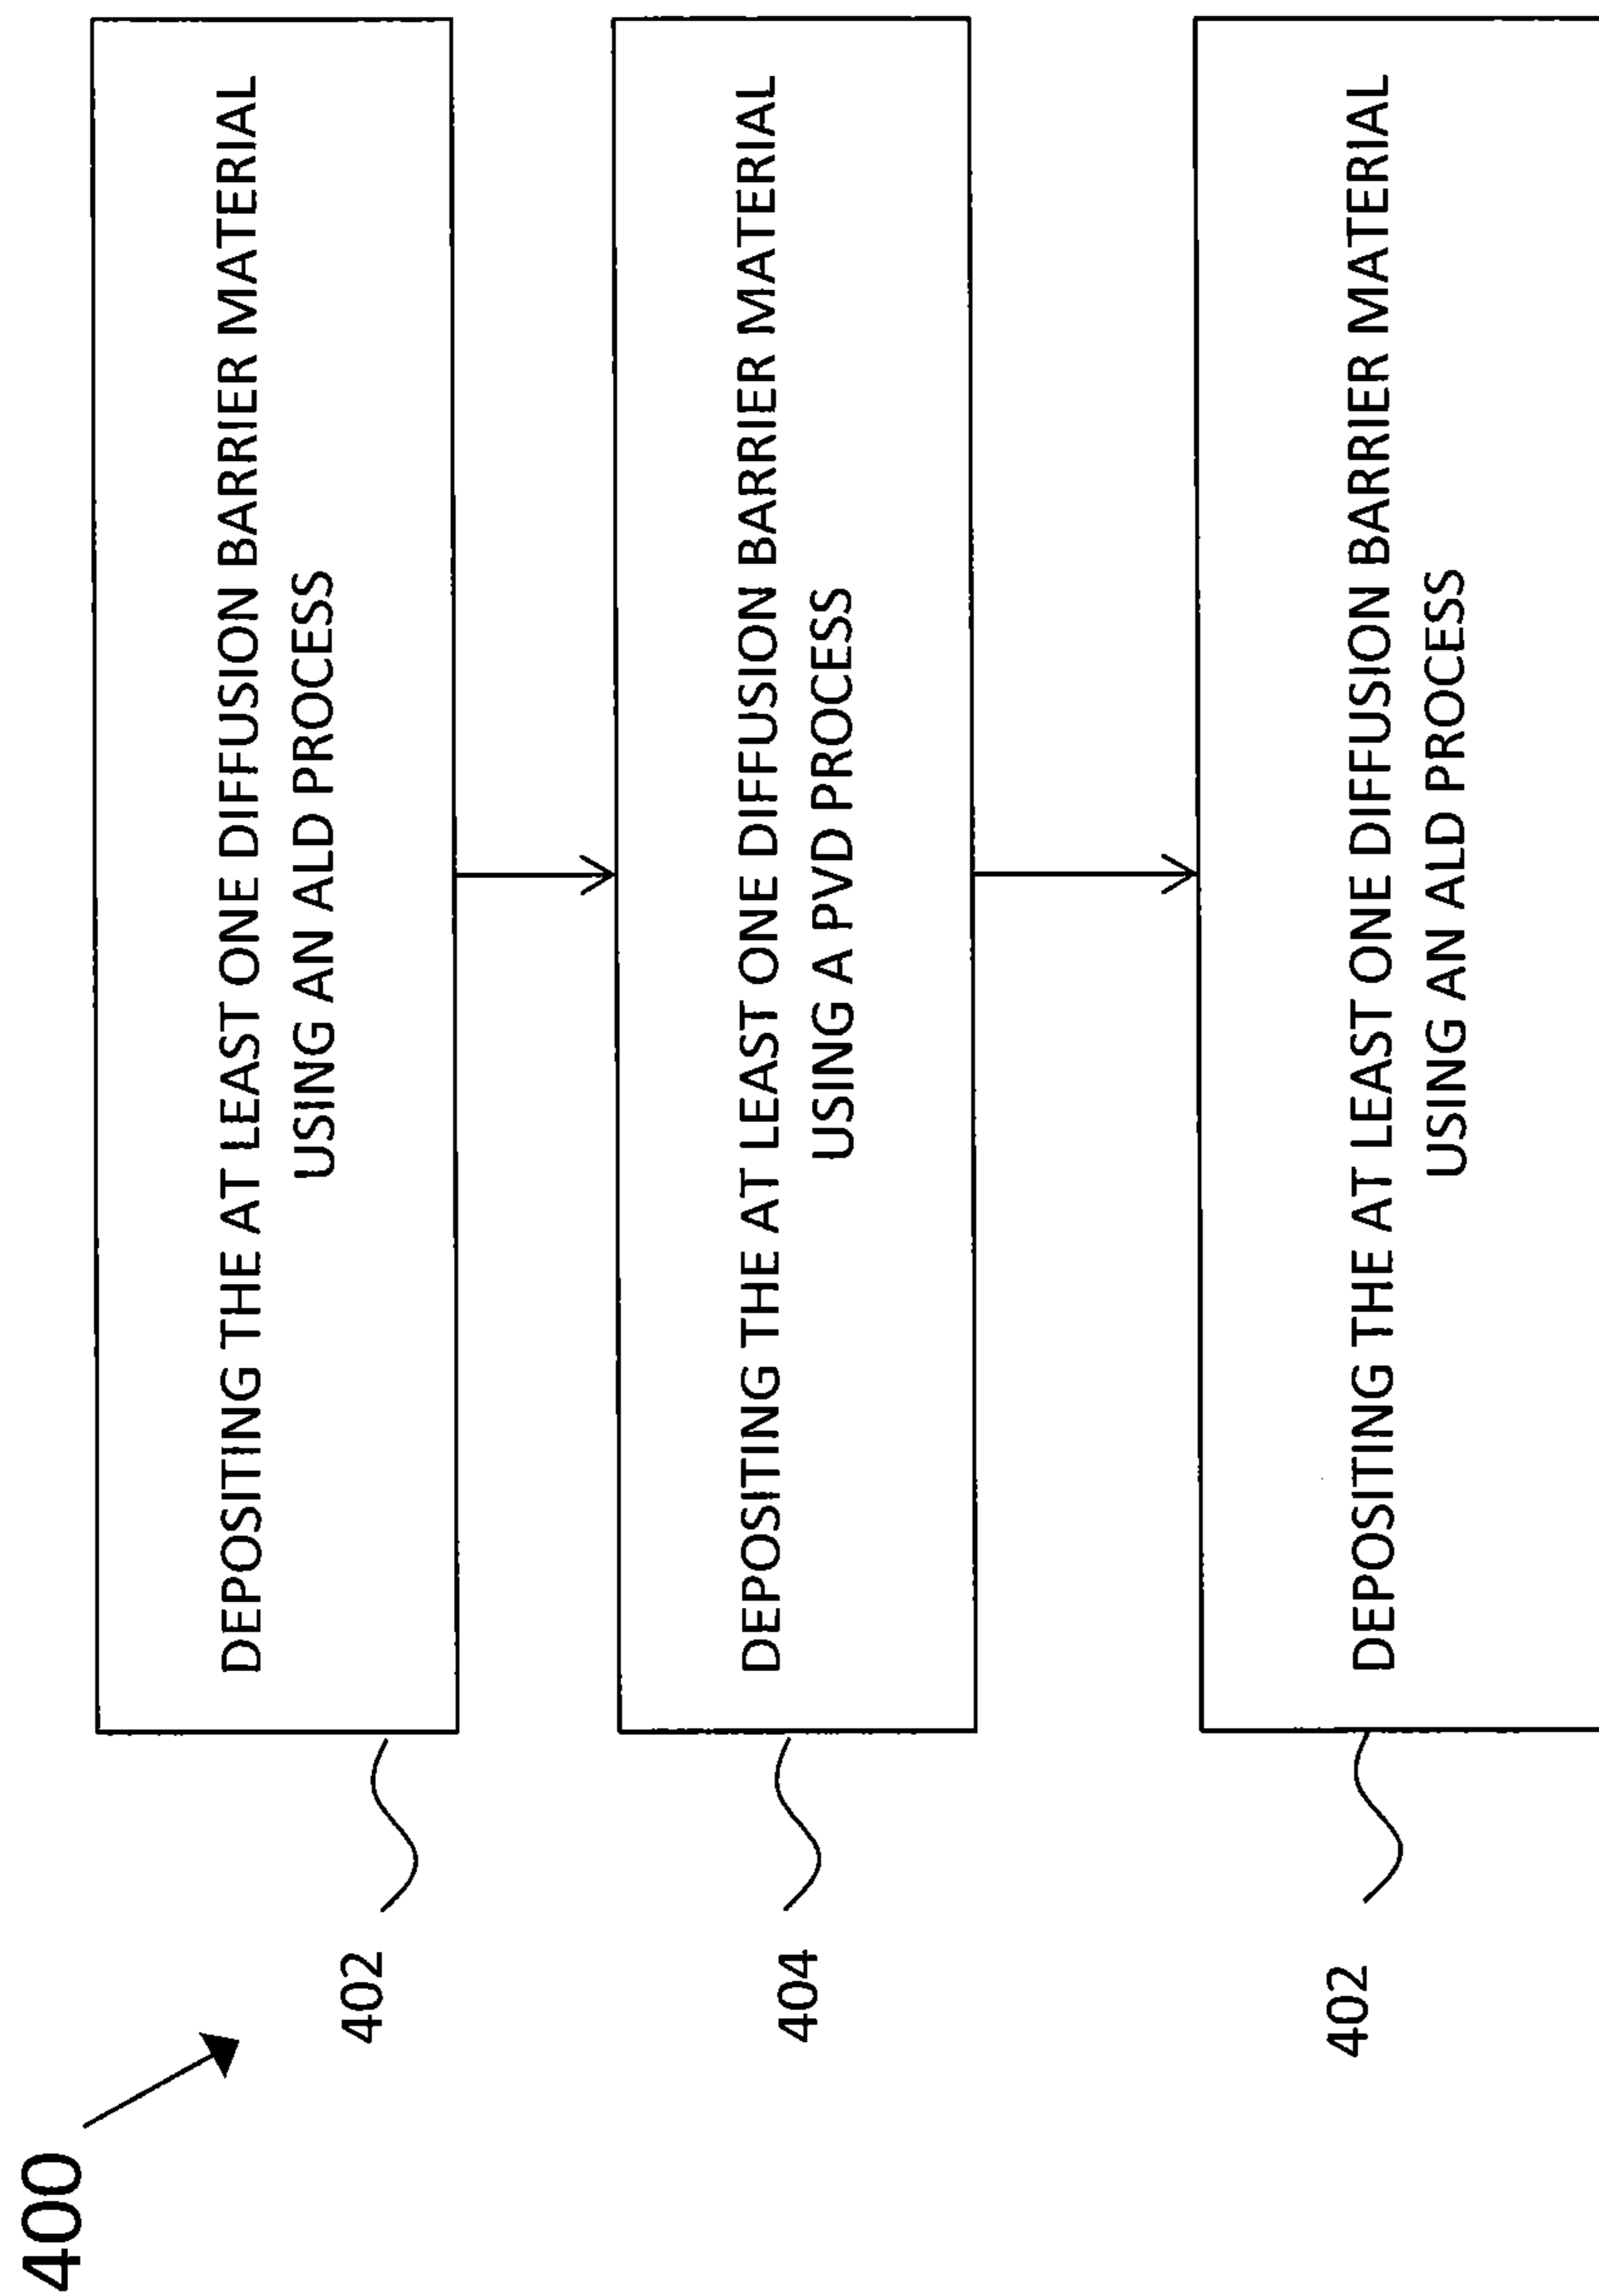 400
402
DEPOSITING THE AT LEAST ONE DIFFUSION BARRIER MATERIAL
USING AN ALD PROCESS
404
DEPOSITING THE AT LEAST ONE DIFFUSION BARRIER MATERIAL
USING A PVD PROCESS
402
DEPOSITING THE AT LEAST ONE DIFFUSION BARRIER MATERIAL
USING AN ALD PROCESS